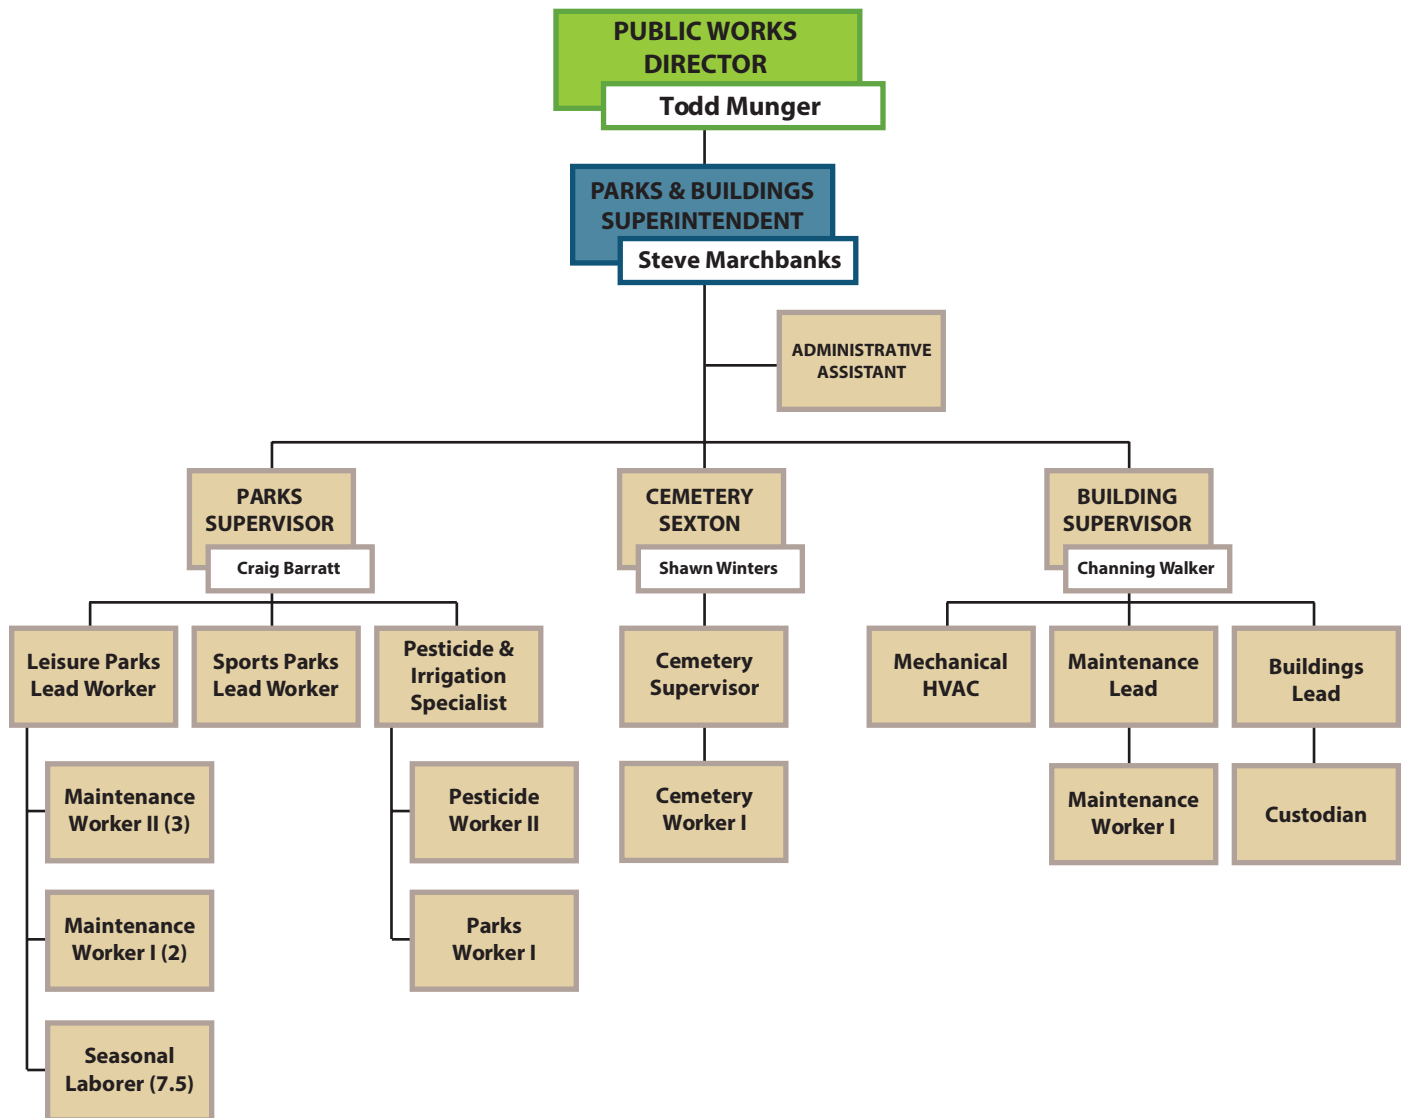 PUBLIC WORKS
DIRECTOR
Todd Munger
PARKS & BUILDINGS
SUPERINTENDENT
Steve Marchbanks
ADMINISTRATIVE
ASSISTANT
PARKS
SUPERVISOR
Craig Barratt
CEMETERY
SEXTON
Shawn Winters
BUILDING
SUPERVISOR
Channing Walker
Leisure Parks
Lead Worker
Sports Parks
Lead Worker
Pesticide &
Irrigation
Specialist
Cemetery
Supervisor
Mechanical
HVAC
Maintenance
Lead
Buildings
Lead
Maintenance
Worker II (3)
Pesticide
Worker II
Cemetery
Worker I
Maintenance
Worker I
Custodian
Maintenance
Worker I (2)
Parks
Worker I
Seasonal
Laborer (7.5)